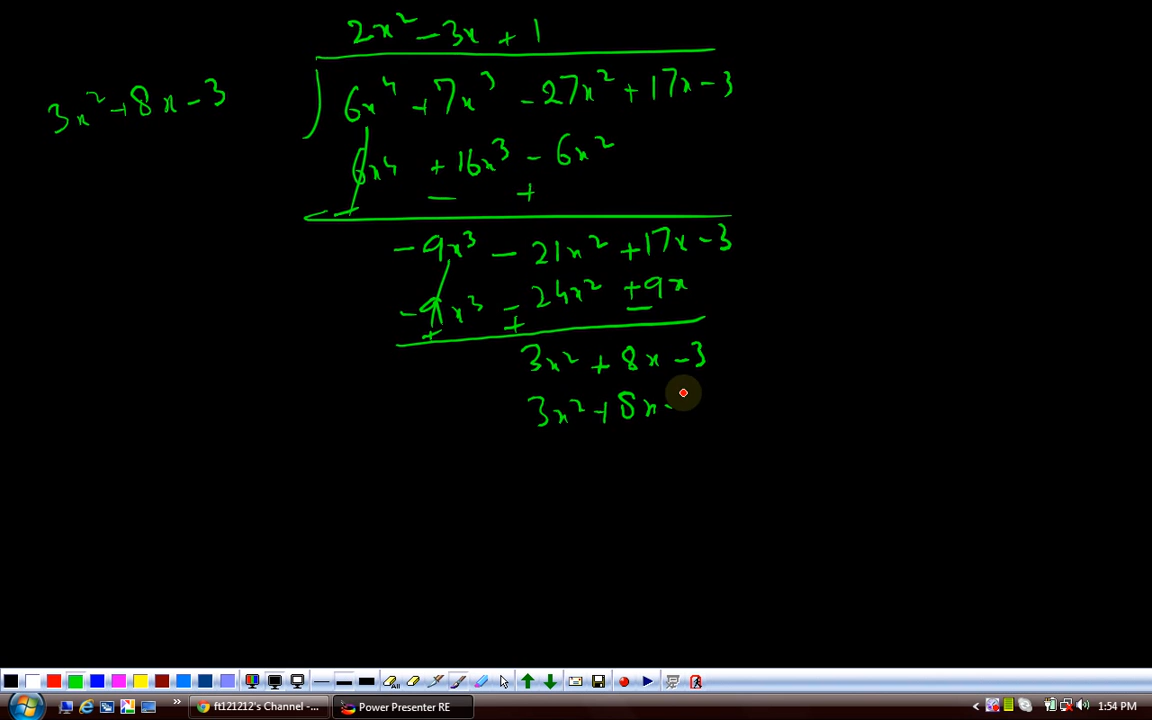 2x² - 3x + 1
3x² + 8x - 3 ) 6x⁴ + 7x³ - 27x² + 17x - 3
6x⁴ + 16x³ - 6x²
- - +
-9x³ - 21x² + 17x - 3
-9x³ - 24x² + 9x
+ + -
3x² + 8x - 3
3x² + 8x -
ft121212's Channel -...
Power Presenter RE
1:54 PM